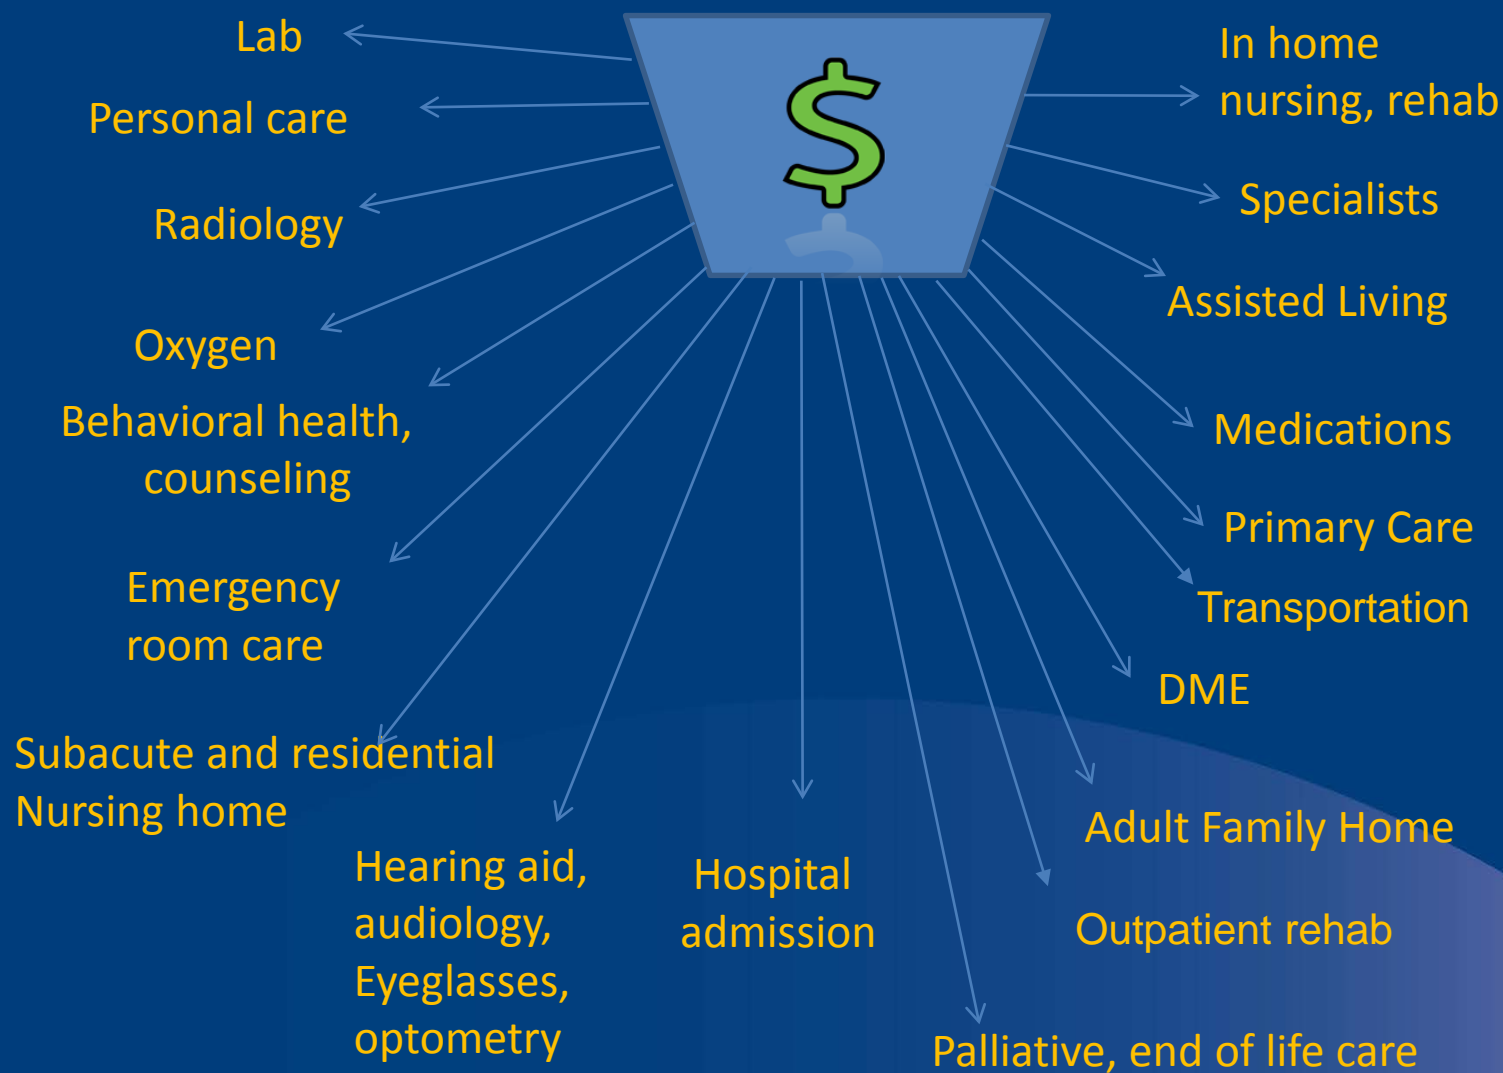 Lab
Personal care
Radiology
Oxygen
Behavioral health,
counseling
Emergency
room care
Subacute and residential
Nursing home
Hearing aid,
audiology,
Eyeglasses,
optometry
$
Hospital
admission
In home
nursing, rehab
Specialists
Assisted Living
Medications
Primary Care
Transportation
DME
Adult Family Home
Outpatient rehab
Palliative, end of life care